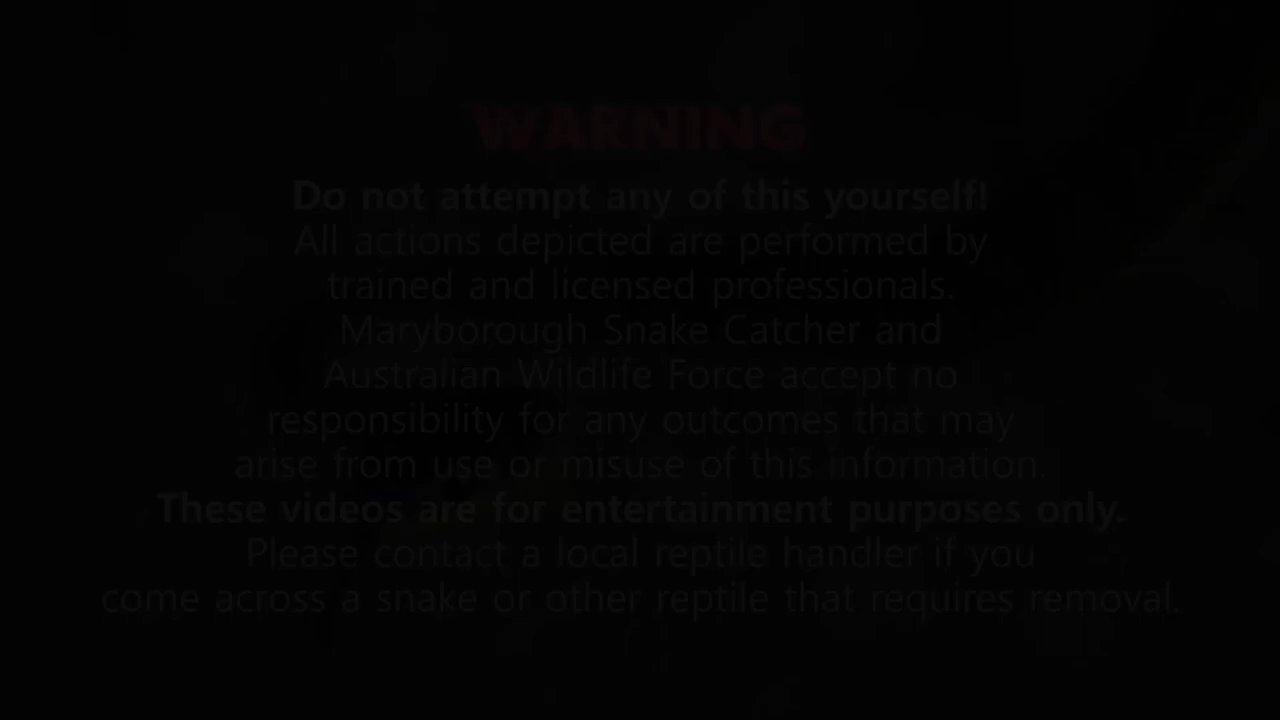 WARNING
Do not attempt any of this yourself!
All actions depicted are performed by
trained and licensed professionals.
Maryborough Snake Catcher and
Australian Wildlife Force accept no
responsibility for any outcomes that may
arise from use or misuse of this information.
These videos are for entertainment purposes only.
Please contact a local reptile handler if you
come across a snake or other reptile that requires removal.